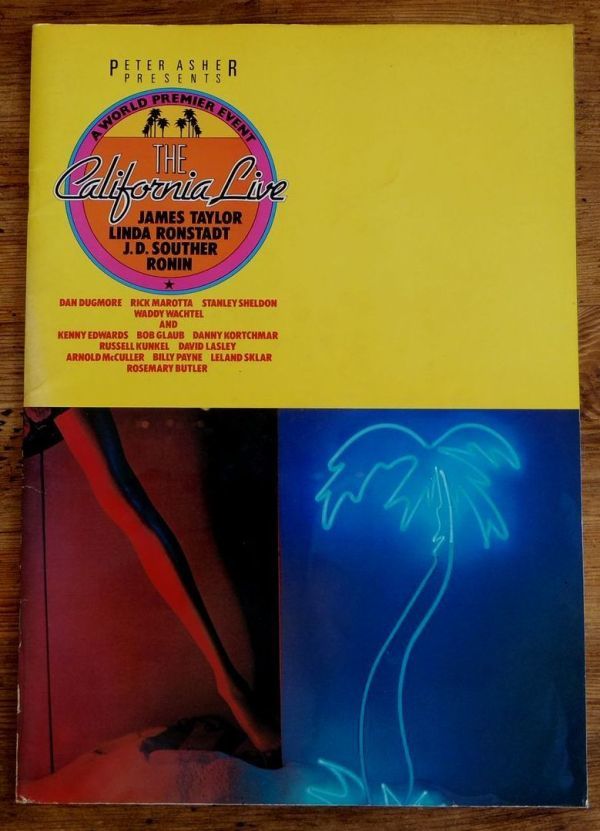 PETER ASHER
PRESENTS
A WORLD PREMIER EVENT
THE
California Live
JAMES TAYLOR
LINDA RONSTADT
J.D. SOUTHER
RONIN
DAN DUGMORE RICK MAROTTA STANLEY SHELDON
WADDY WACHTEL
AND
KENNY EDWARDS BOB GLAUB DANNY KORTCHMAR
RUSSELL KUNKEL DAVID LASLEY
ARNOLD McCULLER BILLY PAYNE LELAND SKLAR
ROSEMARY BUTLER